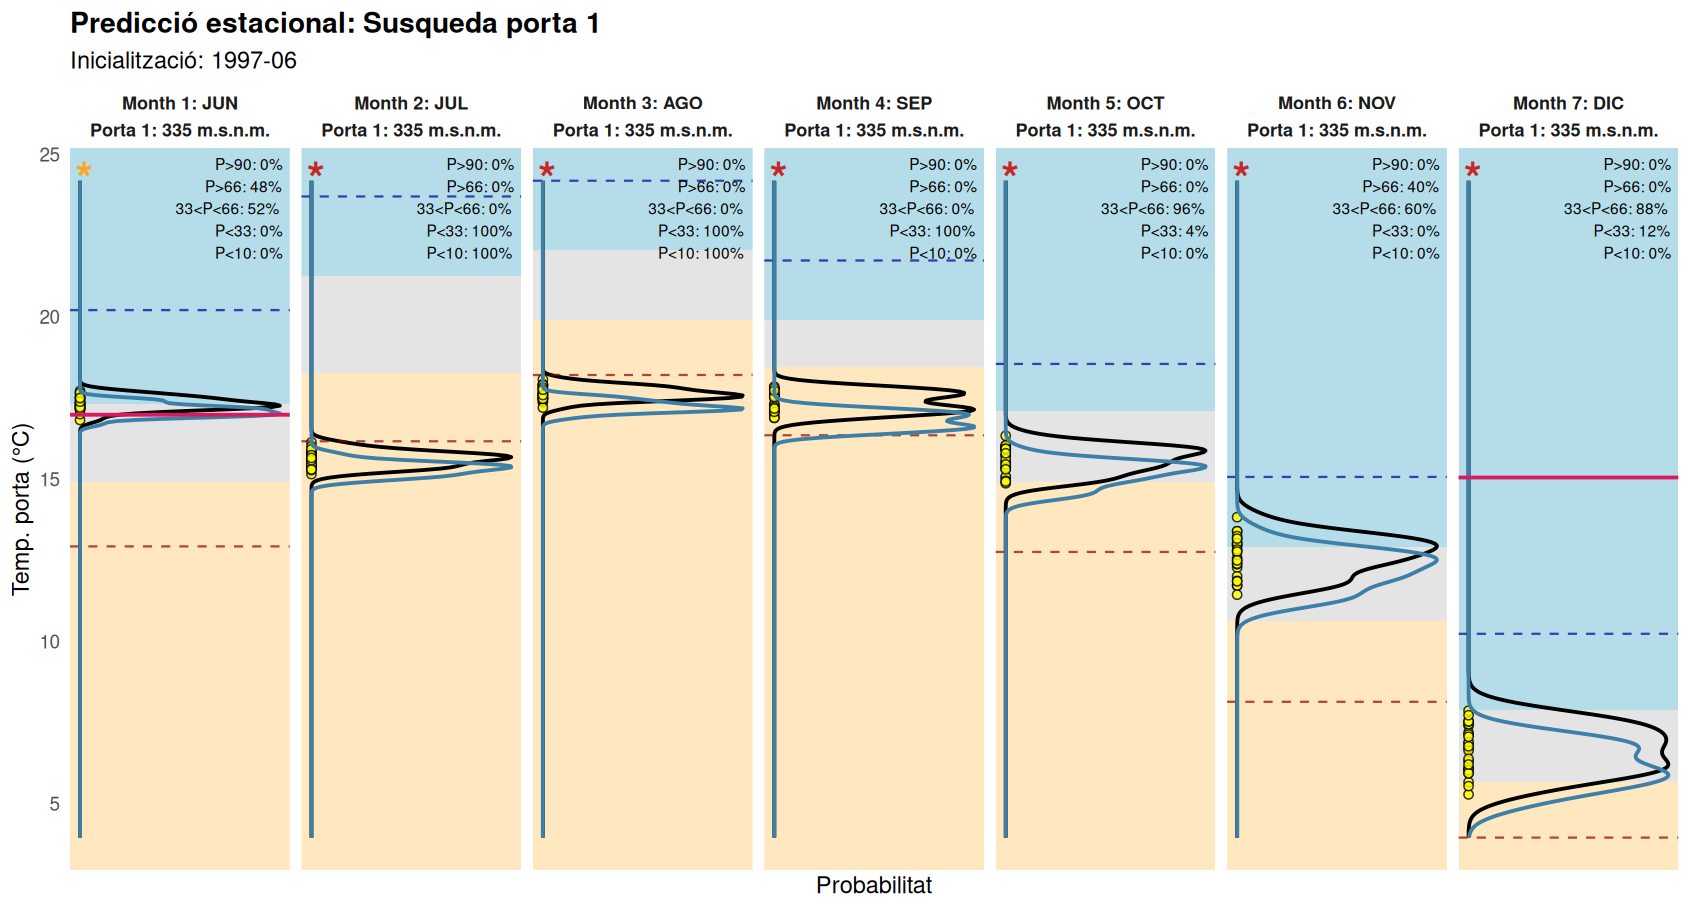 Predicció estacional: Susqueda porta 1
Inicialització: 1997-06
Month 1: JUN
Porta 1: 335 m.s.n.m.
Month 2: JUL
Porta 1: 335 m.s.n.m.
Month 3: AGO
Porta 1: 335 m.s.n.m.
Month 4: SEP
Porta 1: 335 m.s.n.m.
Month 5: OCT
Porta 1: 335 m.s.n.m.
Month 6: NOV
Porta 1: 335 m.s.n.m.
Month 7: DIC
Porta 1: 335 m.s.n.m.
*
P>90: 0%
P>66: 48%
33<P<66: 52%
P<33: 0%
P<10: 0%
*
P>90: 0%
P>66: 0%
33<P<66: 0%
P<33: 100%
P<10: 100%
*
P>90: 0%
P>66: 0%
33<P<66: 0%
P<33: 100%
P<10: 100%
*
P>90: 0%
P>66: 0%
33<P<66: 0%
P<33: 100%
P<10: 0%
*
P>90: 0%
P>66: 0%
33<P<66: 96%
P<33: 4%
P<10: 0%
*
P>90: 0%
P>66: 40%
33<P<66: 60%
P<33: 0%
P<10: 0%
*
P>90: 0%
P>66: 0%
33<P<66: 88%
P<33: 12%
P<10: 0%
25
20
15
10
5
Temp. porta (°C)
Probabilitat